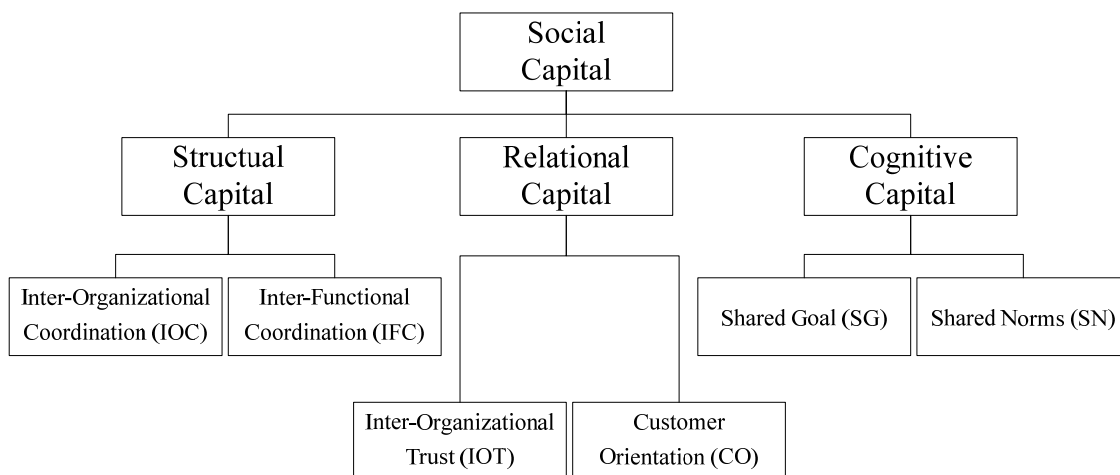 Social
Capital
Structual
Capital
Relational
Capital
Cognitive
Capital
Inter-Organizational
Coordination (IOC)
Inter-Functional
Coordination (IFC)
Shared Goal (SG)
Shared Norms (SN)
Inter-Organizational
Trust (IOT)
Customer
Orientation (CO)